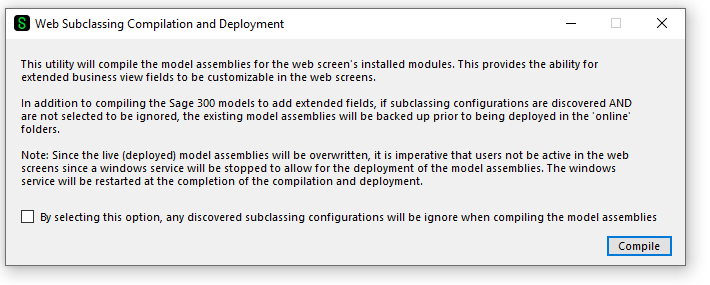 S Web Subclassing Compilation and Deployment
This utility will compile the model assemblies for the web screen's installed modules. This provides the ability for
extended business view fields to be customizable in the web screens.
In addition to compiling the Sage 300 models to add extended fields, if subclassing configurations are discovered AND
are not selected to be ignored, the existing model assemblies will be backed up prior to being deployed in the 'online'
folders.
Note: Since the live (deployed) model assemblies will be overwritten, it is imperative that users not be active in the web
screens since a windows service will be stopped to allow for the deployment of the model assemblies. The windows
service will be restarted at the completion of the compilation and deployment.
By selecting this option, any discovered subclassing configurations will be ignore when compiling the model assemblies
Compile